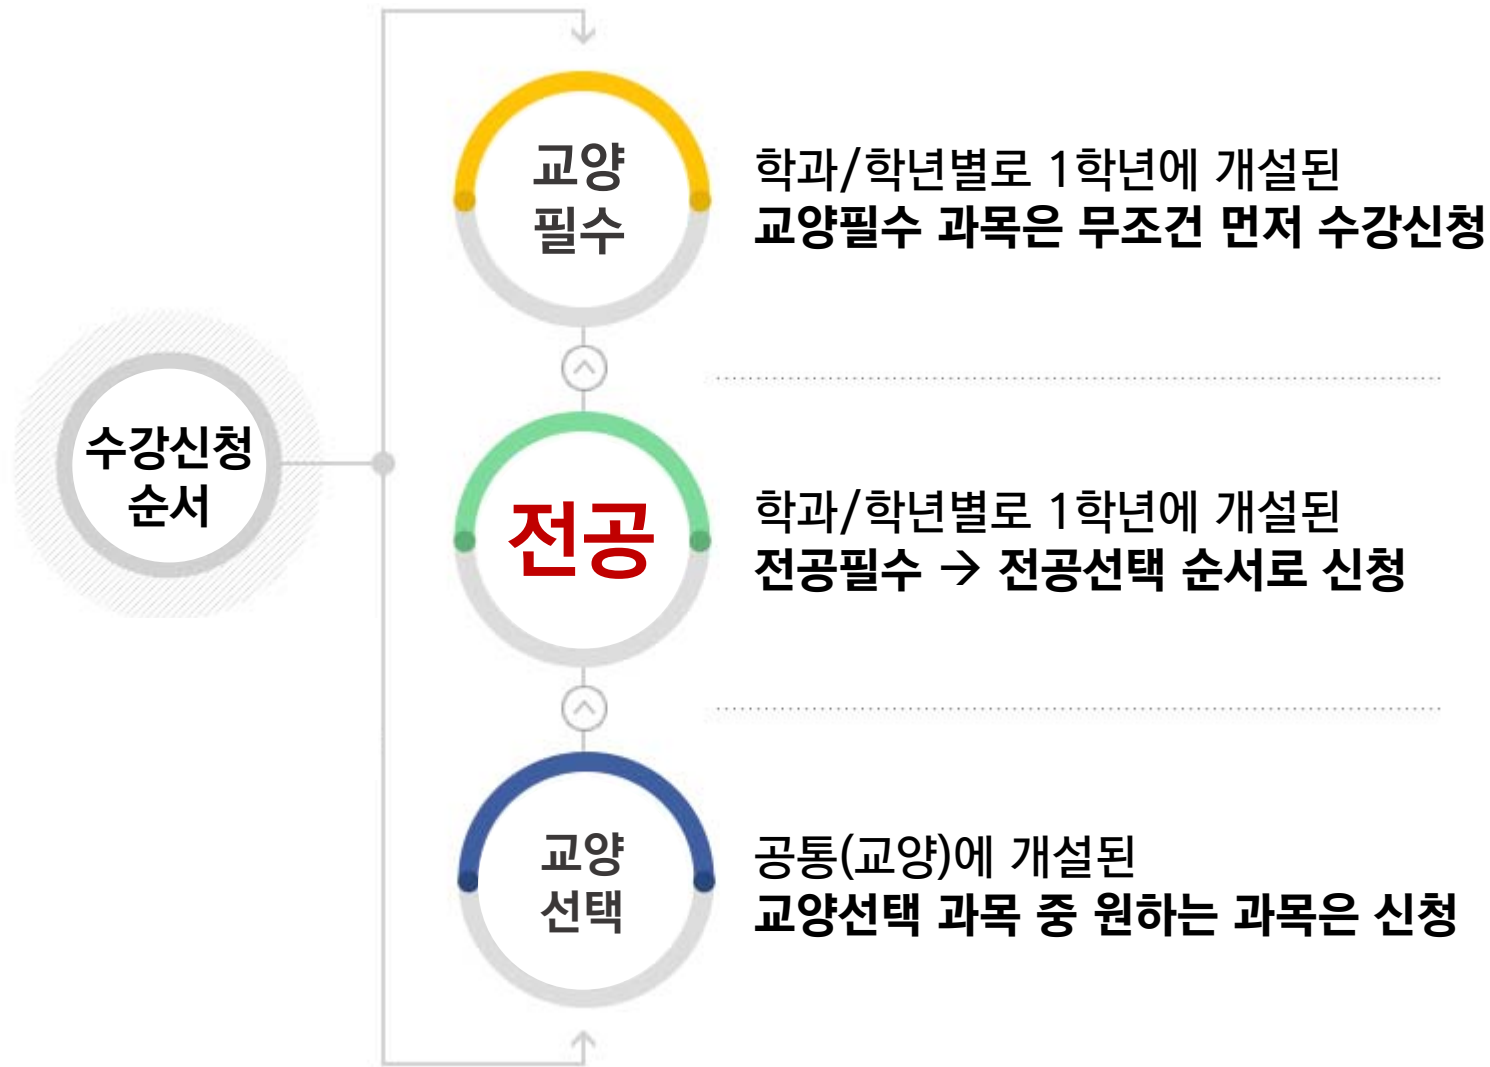 수강신청
순서
교양
필수
학과/학년별로 1학년에 개설된
교양필수 과목은 무조건 먼저 수강신청
전공
학과/학년별로 1학년에 개설된
전공필수 → 전공선택 순서로 신청
교양
선택
공통(교양)에 개설된
교양선택 과목 중 원하는 과목은 신청